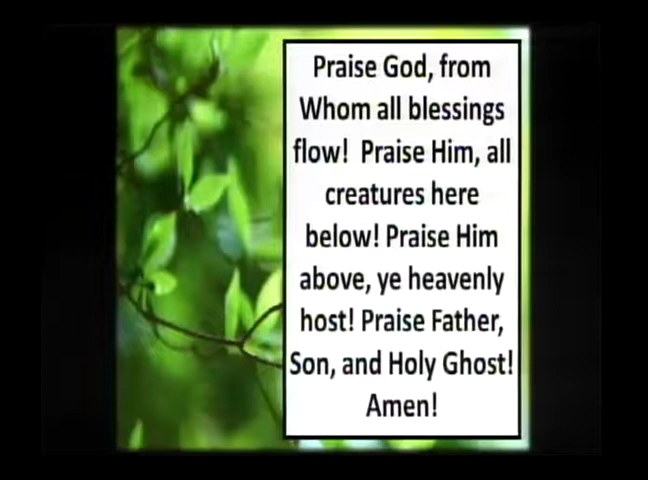 Praise God, from
Whom all blessings
flow!  Praise Him, all
creatures here
below! Praise Him
above, ye heavenly
host! Praise Father,
Son, and Holy Ghost!
Amen!